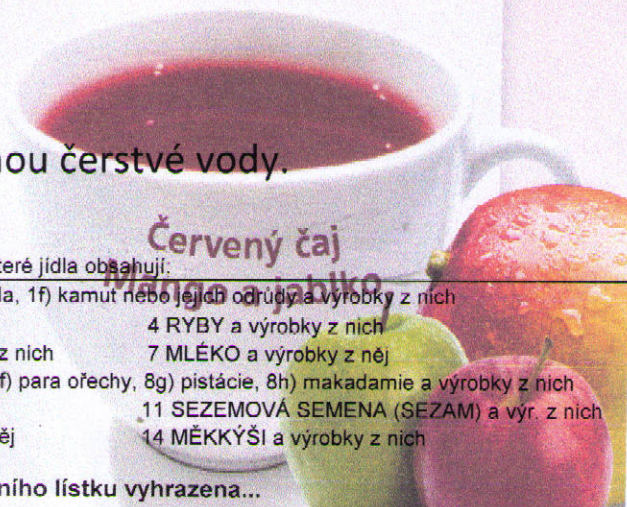 nou čerstvé vody.
Červený čaj
Mango a jablko
teré jídla obsahují:
la, 1f) kamut nebo jejich odrůdy a výrobky z nich
4 RYBY a výrobky z nich
z nich 7 MLÉKO a výrobky z něj
f) para ořechy, 8g) pistácie, 8h) makadamie a výrobky z nich
11 SEZEMOVÁ SEMENA (SEZAM) a výr. z nich
ěj 14 MĚKKÝŠI a výrobky z nich
ního lístku vyhrazena...